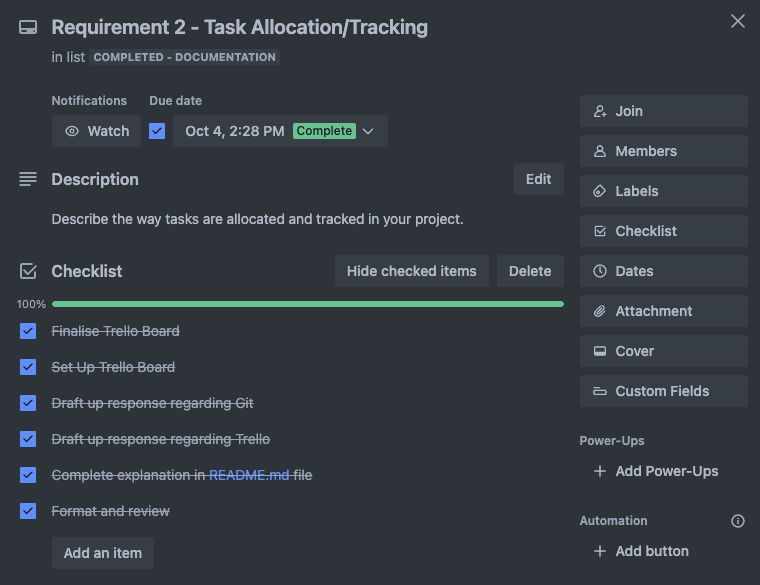 Requirement 2 - Task Allocation/Tracking
in list COMPLETED - DOCUMENTATION
Notifications
Due date
Watch
Oct 4, 2:28 PM Complete
Description
Edit
Describe the way tasks are allocated and tracked in your project.
Checklist
Hide checked items
Delete
100%
Finalise Trello Board
Set Up Trello Board
Draft up response regarding Git
Draft up response regarding Trello
Complete explanation in README.md file
Format and review
Add an item
Join
Members
Labels
Checklist
Dates
Attachment
Cover
Custom Fields
Power-Ups
Add Power-Ups
Automation
Add button